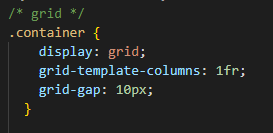 /* grid */
.container {
display: grid;
grid-template-columns: 1fr;
grid-gap: 10px;
}